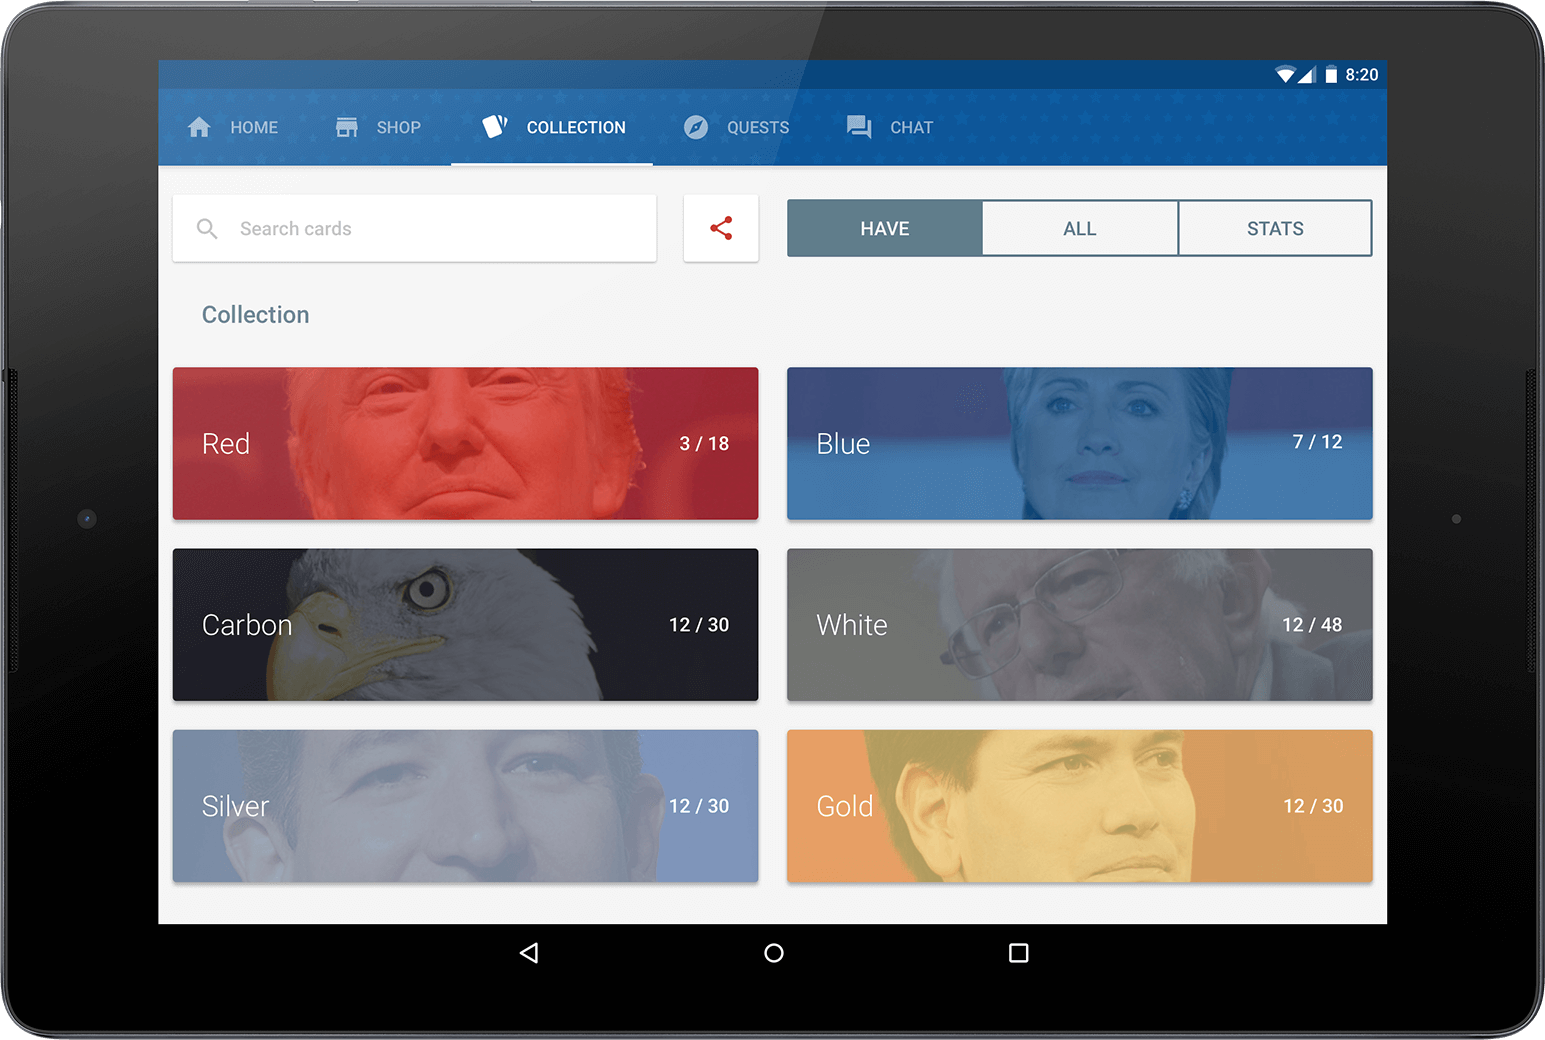 8:20
HOME SHOP COLLECTION QUESTS CHAT
Search cards
HAVE ALL STATS
Collection
Red 3 / 18
Blue 7 / 12
Carbon 12 / 30
White 12 / 48
Silver 12 / 30
Gold 12 / 30